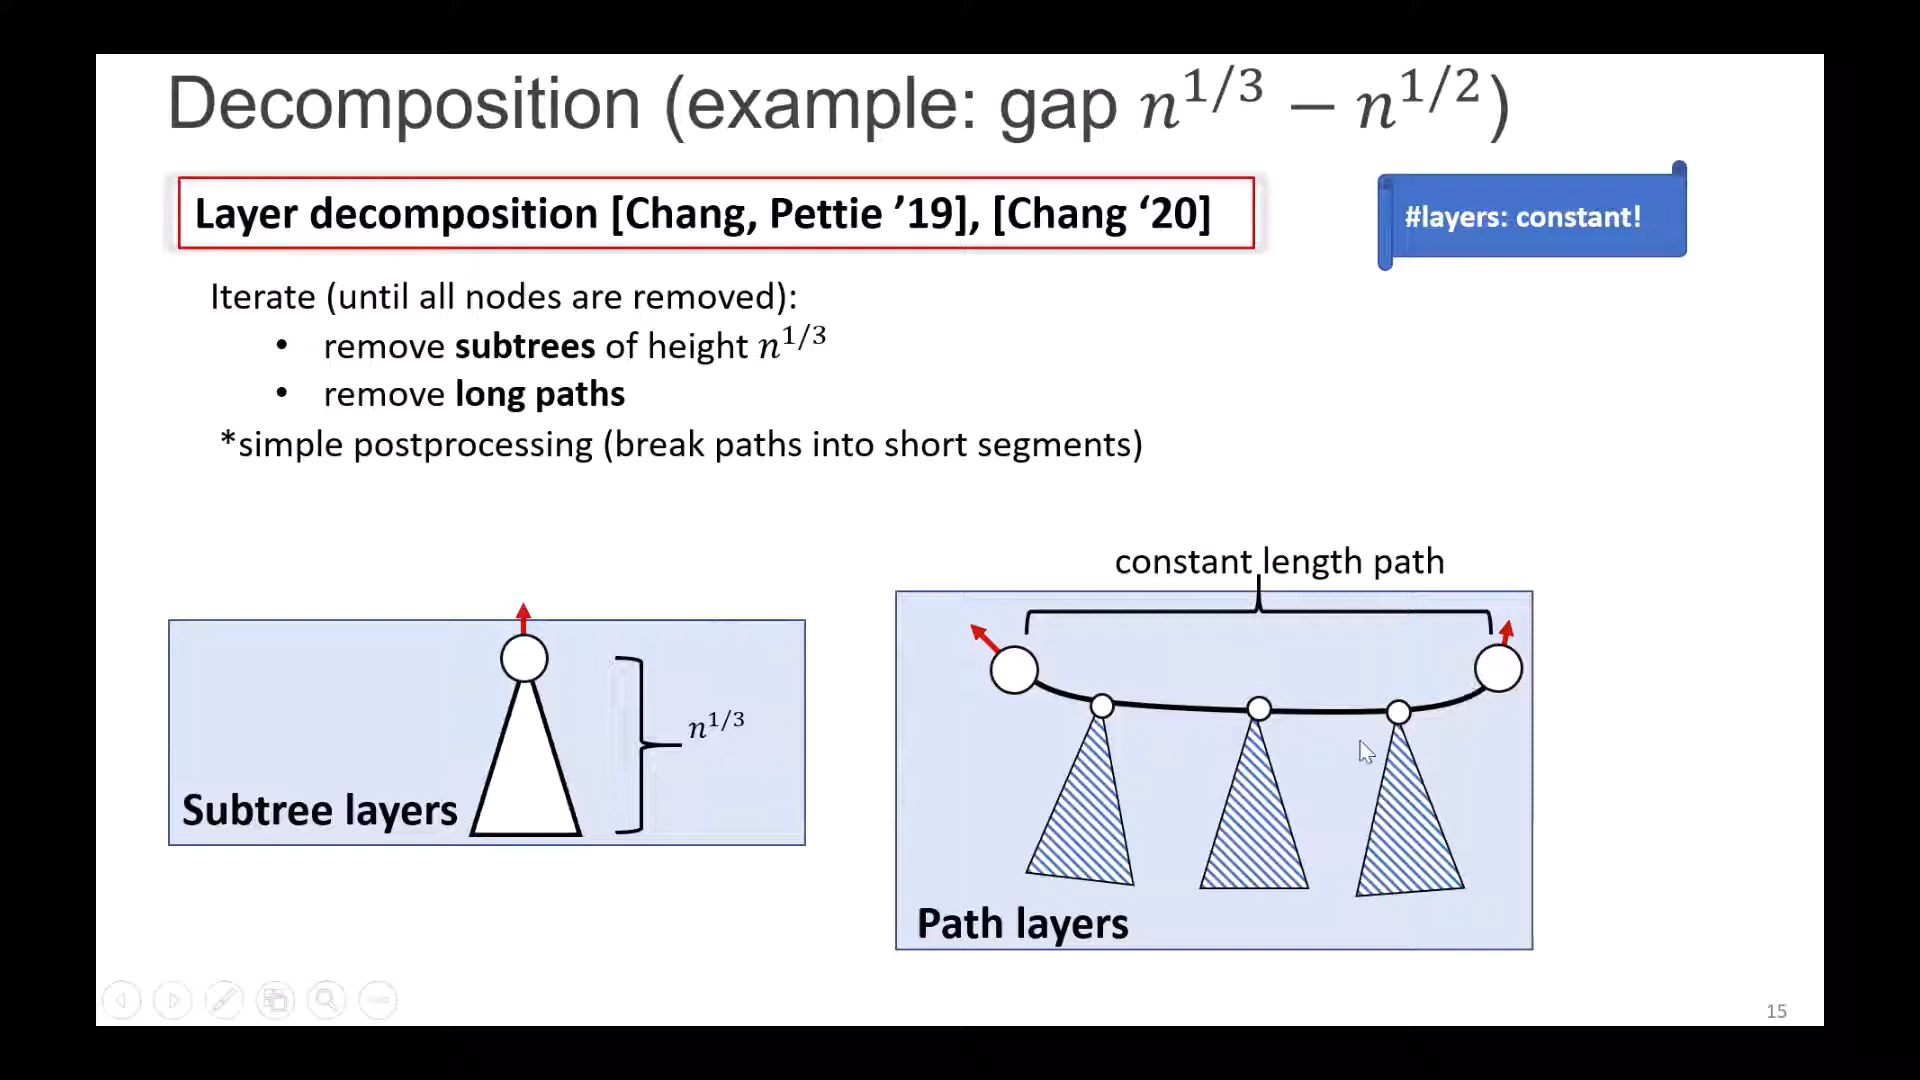 Decomposition (example: gap n^{1/3} − n^{1/2})
Layer decomposition [Chang, Pettie ’19], [Chang ‘20]
#layers: constant!
Iterate (until all nodes are removed):
• remove subtrees of height n^{1/3}
• remove long paths
*simple postprocessing (break paths into short segments)
constant length path
n^{1/3}
Subtree layers
Path layers
15